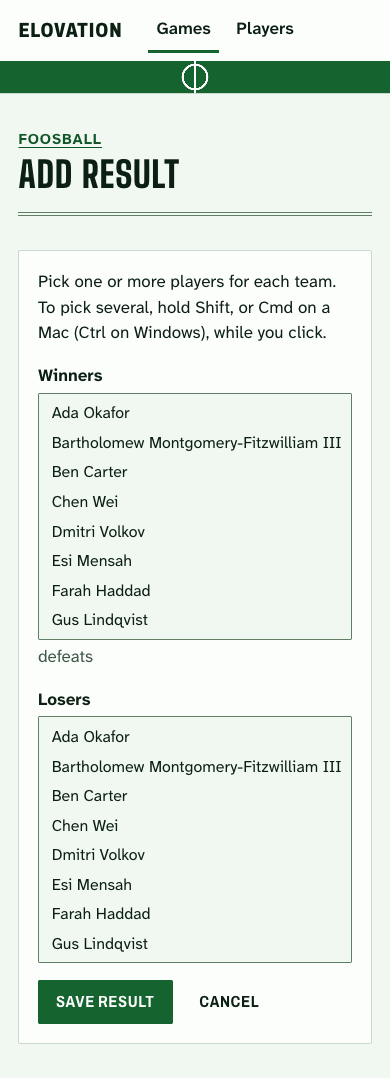 ELOVATION
Games
Players
FOOSBALL
ADD RESULT
Pick one or more players for each team.
To pick several, hold Shift, or Cmd on a
Mac (Ctrl on Windows), while you click.
Winners
Ada Okafor
Bartholomew Montgomery-Fitzwilliam III
Ben Carter
Chen Wei
Dmitri Volkov
Esi Mensah
Farah Haddad
Gus Lindqvist
defeats
Losers
Ada Okafor
Bartholomew Montgomery-Fitzwilliam III
Ben Carter
Chen Wei
Dmitri Volkov
Esi Mensah
Farah Haddad
Gus Lindqvist
SAVE RESULT
CANCEL